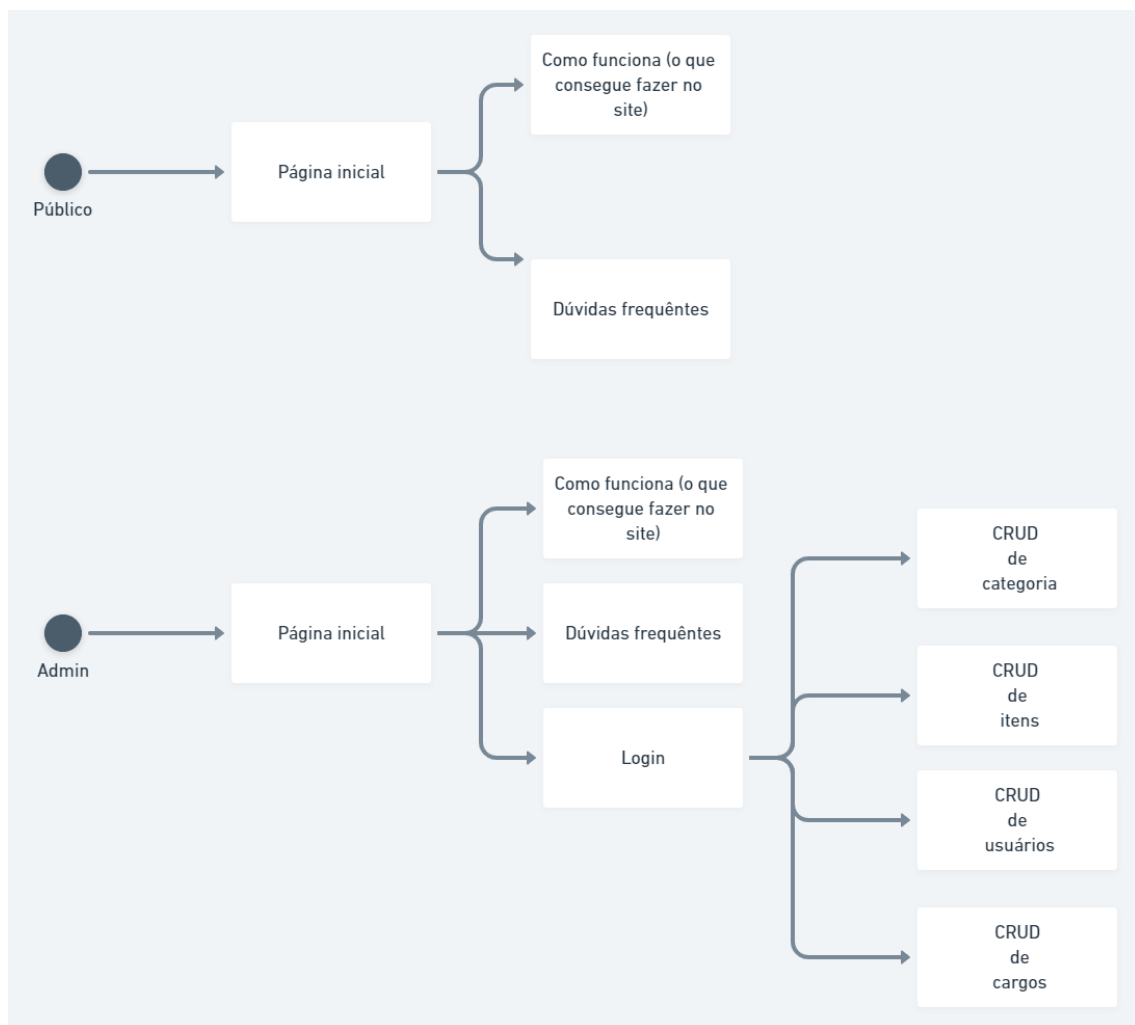 Como funciona (o que
consegue fazer no
site)
Página inicial
Público
Dúvidas frequêntes
Como funciona (o que
consegue fazer no
site)
CRUD
de
categoria
Página inicial
Dúvidas frequêntes
Admin
CRUD
de
itens
Login
CRUD
de
usuários
CRUD
de
cargos